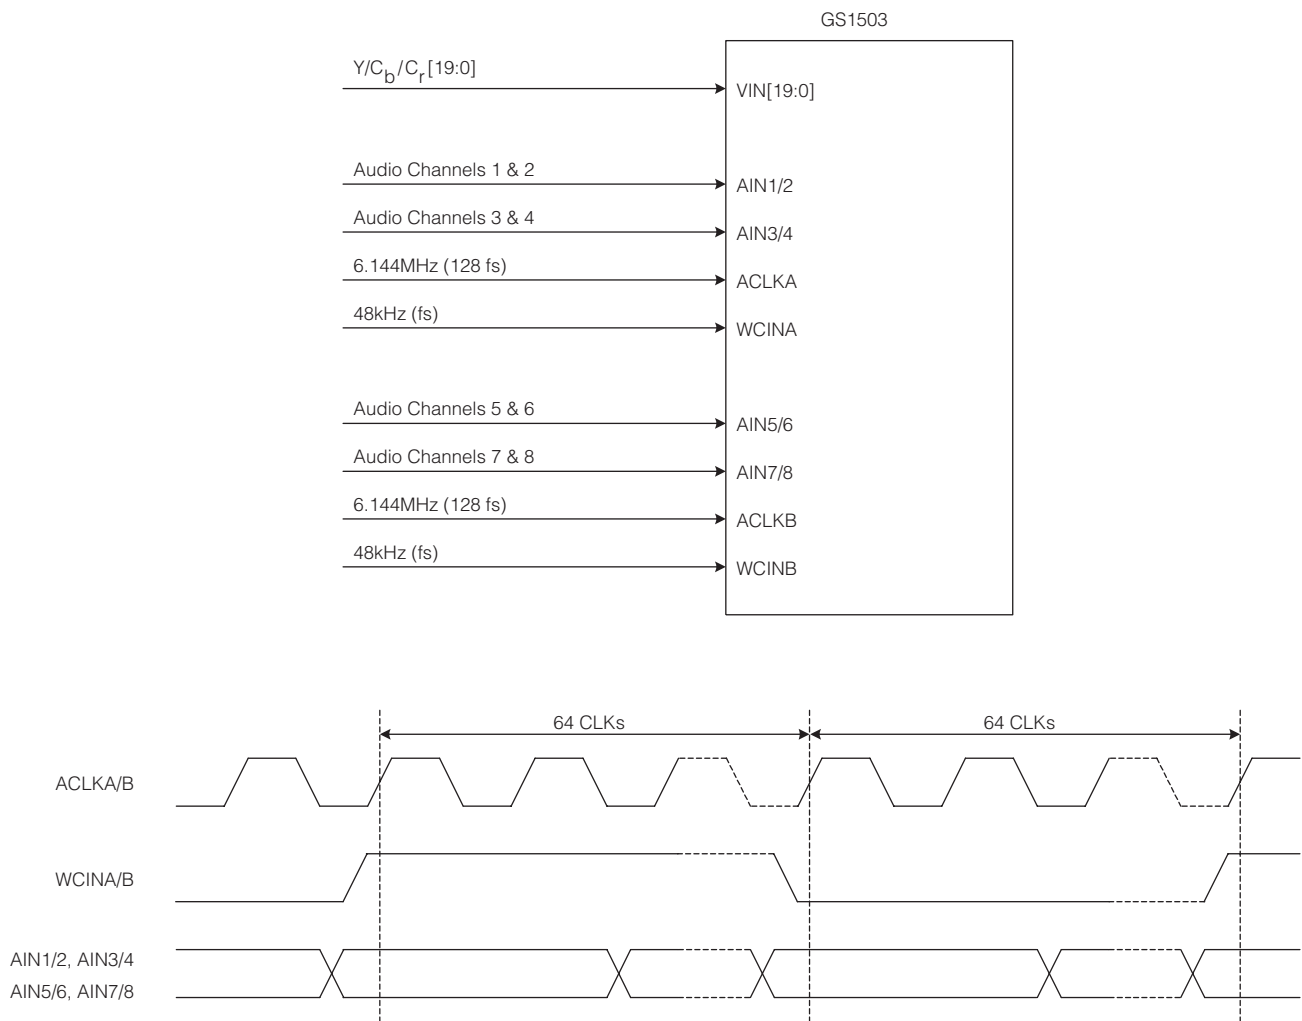 GS1503
Y/Cb/Cr[19:0]
VIN[19:0]
Audio Channels 1 & 2
AIN1/2
Audio Channels 3 & 4
AIN3/4
6.144MHz (128 fs)
ACLKA
48kHz (fs)
WCINA
Audio Channels 5 & 6
AIN5/6
Audio Channels 7 & 8
AIN7/8
6.144MHz (128 fs)
ACLKB
48kHz (fs)
WCINB
64 CLKs
64 CLKs
ACLKA/B
WCINA/B
AIN1/2, AIN3/4
AIN5/6, AIN7/8